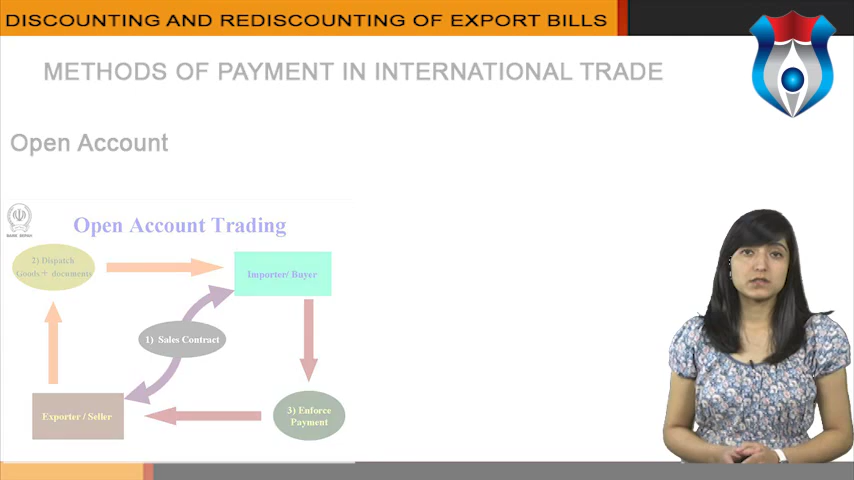 DISCOUNTING AND REDISCOUNTING OF EXPORT BILLS
METHODS OF PAYMENT IN INTERNATIONAL TRADE
Open Account
Open Account Trading
2) Dispatch
Goods + documents
Importer/ Buyer
1) Sales Contract
Exporter / Seller
3) Enforce
Payment